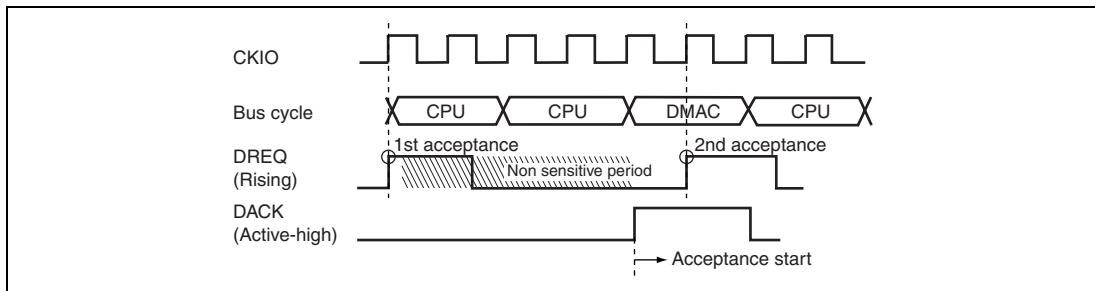 CKIO
Bus cycle CPU CPU DMAC CPU
DREQ (Rising) 1st acceptance Non sensitive period 2nd acceptance
DACK (Active-high)
Acceptance start